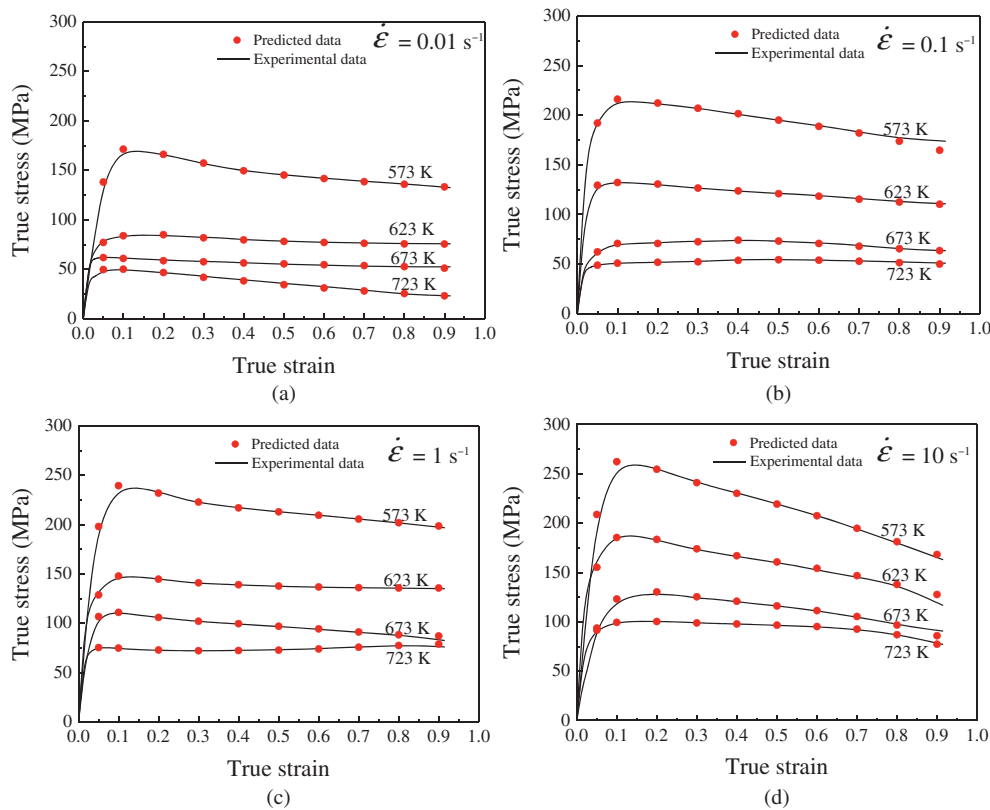 300
250
200
150
100
50
0
True stress (MPa)
Predicted data
Experimental data
ε̇ = 0.01 s⁻¹
573 K
623 K
673 K
723 K
0.0 0.1 0.2 0.3 0.4 0.5 0.6 0.7 0.8 0.9 1.0
True strain
(a)
300
250
200
150
100
50
0
True stress (MPa)
Predicted data
Experimental data
ε̇ = 0.1 s⁻¹
573 K
623 K
673 K
723 K
0.0 0.1 0.2 0.3 0.4 0.5 0.6 0.7 0.8 0.9 1.0
True strain
(b)
300
250
200
150
100
50
0
True stress (MPa)
Predicted data
Experimental data
ε̇ = 1 s⁻¹
573 K
623 K
673 K
723 K
0.0 0.1 0.2 0.3 0.4 0.5 0.6 0.7 0.8 0.9 1.0
True strain
(c)
300
250
200
150
100
50
0
True stress (MPa)
Predicted data
Experimental data
ε̇ = 10 s⁻¹
573 K
623 K
673 K
723 K
0.0 0.1 0.2 0.3 0.4 0.5 0.6 0.7 0.8 0.9 1.0
True strain
(d)